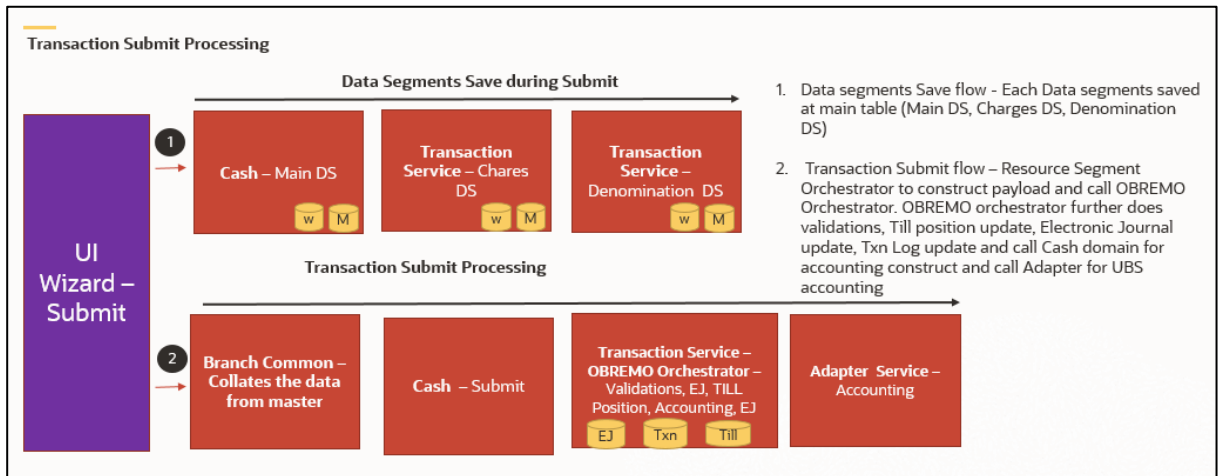 Transaction Submit Processing
Data Segments Save during Submit
UI
Wizard –
Submit
1
Cash – Main DS
w M
Transaction
Service – Chares
DS
w M
Transaction
Service –
Denomination DS
w M
Transaction Submit Processing
2
Branch Common –
Collates the data
from master
Cash – Submit
Transaction Service –
OBREMO Orchestrator –
Validations, EJ, TILL
Position, Accounting, EJ
EJ Txn Till
Adapter Service –
Accounting
1. Data segments Save flow - Each Data segments saved
at main table (Main DS, Charges DS, Denomination
DS)
2. Transaction Submit flow – Resource Segment
Orchestrator to construct payload and call OBREMO
Orchestrator. OBREMO orchestrator further does
validations, Till position update, Electronic Journal
update, Txn Log update and call Cash domain for
accounting construct and call Adapter for UBS
accounting